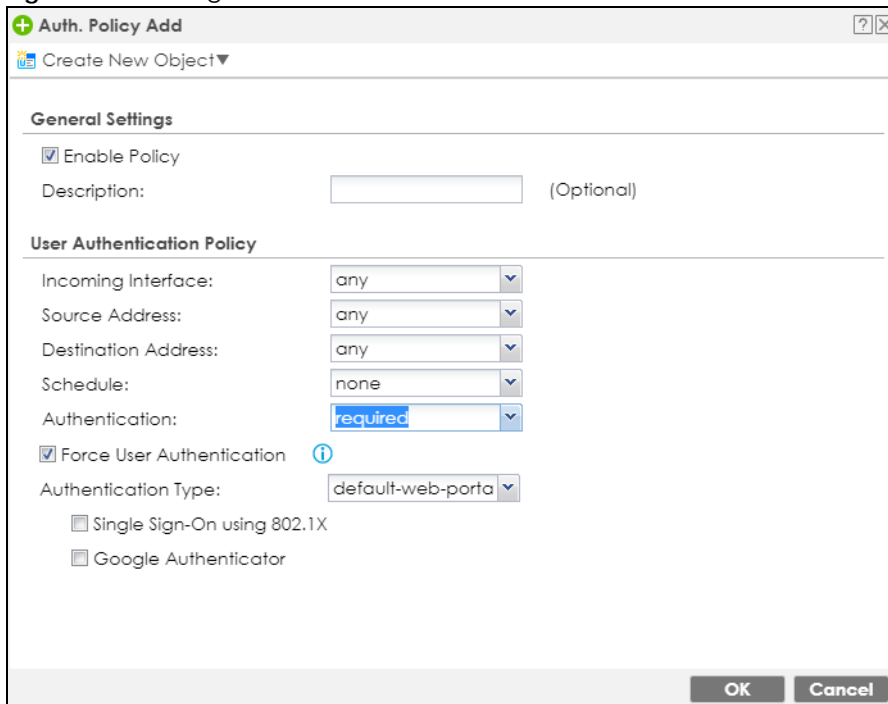 Auth. Policy Add
Create New Object▼
General Settings
Enable Policy
Description: (Optional)
User Authentication Policy
Incoming Interface: any
Source Address: any
Destination Address: any
Schedule: none
Authentication: required
Force User Authentication
Authentication Type: default-web-porta
Single Sign-On using 802.1X
Google Authenticator
OK Cancel